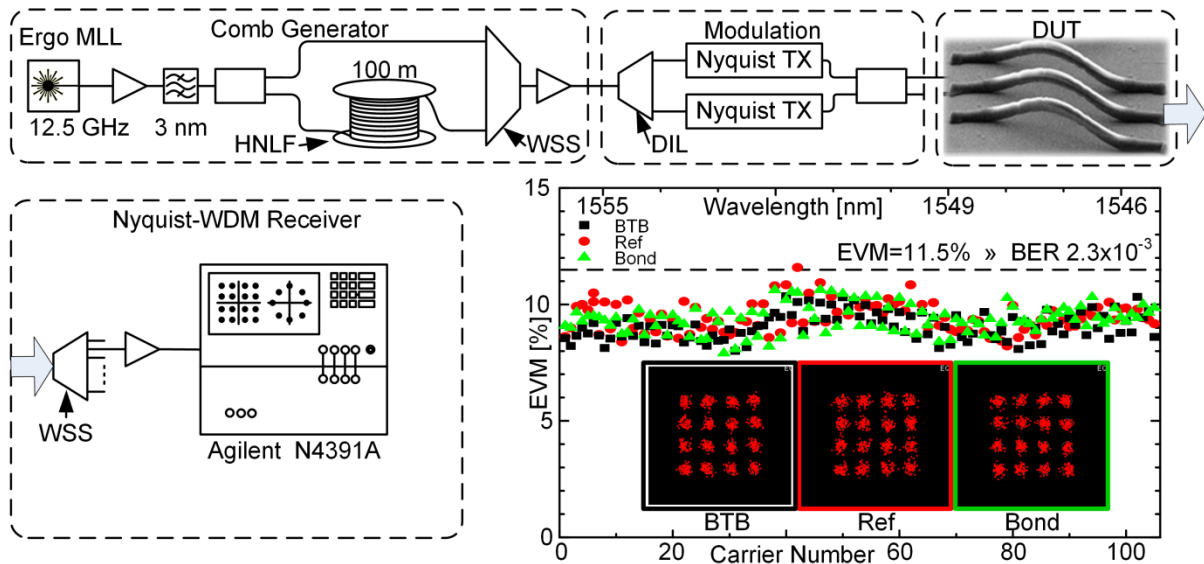 Ergo MLL
Comb Generator
Modulation
DUT
12.5 GHz
3 nm
100 m
HNLF
WSS
Nyquist TX
Nyquist TX
DIL
Nyquist-WDM Receiver
WSS
Agilent N4391A
15
10
5
0
EVM [%]
1555
Wavelength [nm]
1549
1546
BTB
Ref
Bond
EVM=11.5% » BER 2.3x10⁻³
BTB
Ref
Bond
0
20
40
60
80
100
Carrier Number